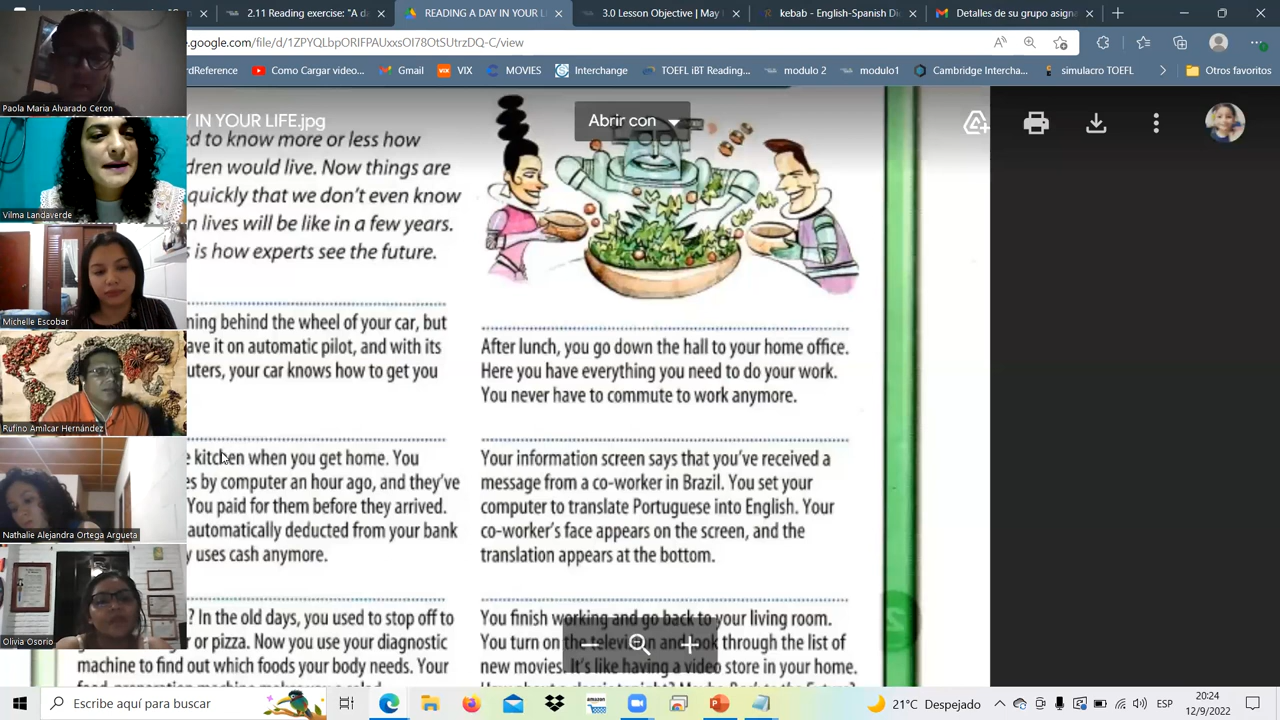 2.11 Reading exercise: "A d
READING A DAY IN YOUR LI
3.0 Lesson Objective | May
kebab - English-Spanish Di
Detalles de su grupo asign
e.google.com/file/d/1ZPYQLbpORIFPAUxxsOI78OtSUtrzDQ-C/view
rdReference
Como Cargar video...
Gmail
VIX
MOVIES
Interchange
TOEFL iBT Reading...
modulo 2
modulo1
Cambridge Intercha...
simulacro TOEFL
Otros favoritos
Y IN YOUR LIFE.jpg
Abrir con
ed to know more or less how
dren would live. Now things are
quickly that we don't even know
n lives will be like in a few years.
s is how experts see the future.
ning behind the wheel of your car, but
ave it on automatic pilot, and with its
uters, your car knows how to get you
e kitchen when you get home. You
es by computer an hour ago, and they've
You paid for them before they arrived.
automatically deducted from your bank
y uses cash anymore.
? In the old days, you used to stop off to
r or pizza. Now you use your diagnostic
machine to find out which foods your body needs. Your
After lunch, you go down the hall to your home office.
Here you have everything you need to do your work.
You never have to commute to work anymore.
Your information screen says that you've received a
message from a co-worker in Brazil. You set your
computer to translate Portuguese into English. Your
co-worker's face appears on the screen, and the
translation appears at the bottom.
You finish working and go back to your living room.
You turn on the television and look through the list of
new movies. It's like having a video store in your home.
Paola Maria Alvarado Ceron
Vilma Landaverde
Michelle Escobar
Rufino Amílcar Hernández
Nathalie Alejandra Ortega Argueta
Olivia Osorio
Escribe aquí para buscar
21°C Despejado
ESP
20:24
12/9/2022